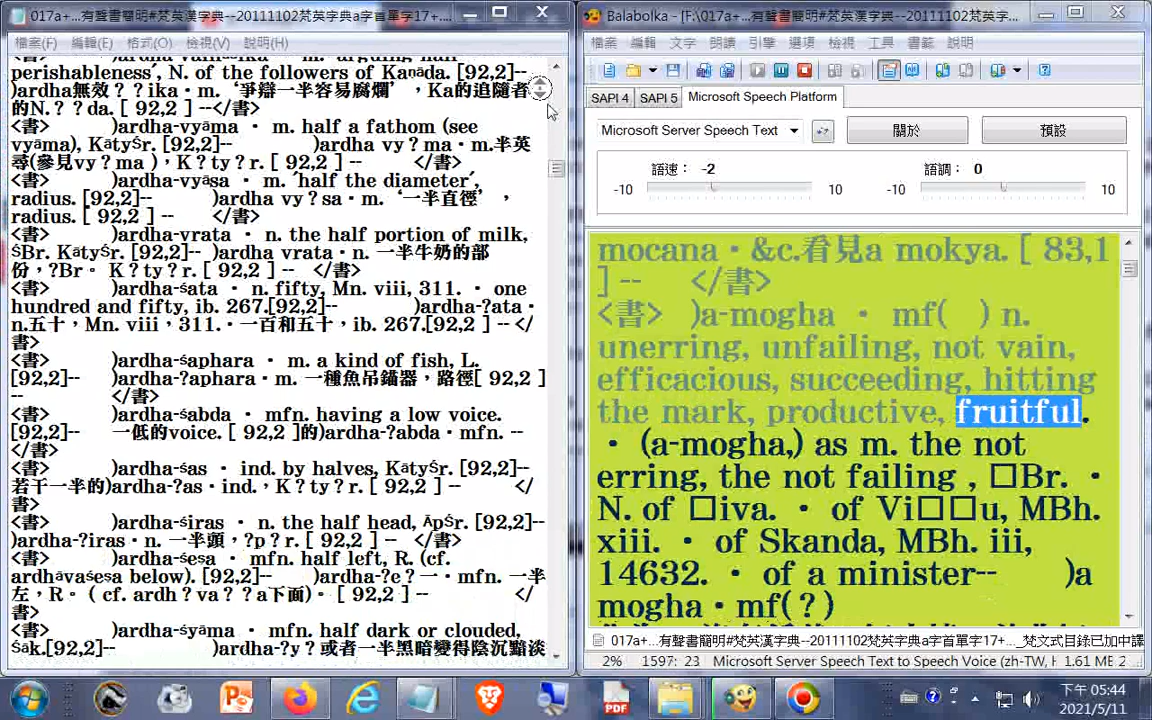 017a+...有聲書簡明#梵英漢字典--20111102梵英字典a字首單字17+...
檔案(F) 編輯(E) 格式(O) 檢視(V) 說明(H)
perishableness', N. of the followers of Kaṇāda. [92,2]--
)ardha無效？？ika・m.‘爭辯一半容易腐爛’，Ka的追隨者
的N.？？da. [ 92,2 ] --</書>
<書> )ardha-vyāma ・ m. half a fathom (see
vyāma), KātyŚr. [92,2]-- )ardha vy？ma・m.半英
尋(參見vy？ma )，K？ty？r. [ 92,2 ] -- </書>
<書> )ardha-vyāsa ・ m. 'half the diameter',
radius. [92,2]-- )ardha vy？sa・m.‘一半直徑’，
radius. [ 92,2 ] -- </書>
<書> )ardha-vrata ・ n. the half portion of milk,
ŚBr. KātyŚr. [92,2]-- )ardha vrata・n. 一半牛奶的部
份，?Br。 K？ty？r. [ 92,2 ] -- </書>
<書> )ardha-śata ・ n. fifty, Mn. viii, 311. ・ one
hundred and fifty, ib. 267.[92,2]-- )ardha-?ata・
n.五十，Mn. viii，311.・一百和五十，ib. 267.[92,2 ] -- </
書>
<書> )ardha-śaphara ・ m. a kind of fish, L.
[92,2]-- )ardha-?aphara・m. 一種魚吊錨器，路徑[ 92,2 ]
-- </書>
<書> )ardha-śabda ・ mfn. having a low voice.
[92,2]-- 一低的voice. [ 92,2 ]的)ardha-?abda・mfn. --
</書>
<書> )ardha-śas ・ ind. by halves, KātyŚr. [92,2]--
若干一半的)ardha-?as・ind.，K？ty？r. [ 92,2 ] -- </
書>
<書> )ardha-śiras ・ n. the half head, ĀpŚr. [92,2]--
)ardha-?iras・n. 一半頭，?p？r. [ 92,2 ] -- </書>
<書> )ardha-śeṣa ・ mfn. half left, R. (cf.
ardhāvaśeṣa below). [92,2]-- )ardha-?e？一・mfn. 一半
左，R。 ( cf. ardh？va？？a下面)。 [ 92,2 ] -- </
書>
<書> )ardha-śyāma ・ mfn. half dark or clouded,
Śāk.[92,2]-- )ardha-?y？或者一半黑暗變得陰沉黯淡
Balabolka - [F:\017a+...有聲書簡明#梵英漢字典--20111102梵英字...
檔案 編輯 文字 朗讀 引擎 選項 檢視 工具 書籤 說明
SAPI 4 SAPI 5 Microsoft Speech Platform
Microsoft Server Speech Text 關於 預設
語速： -2 語調： 0
-10 10 -10 10
mocana・&c.看見a mokya. [ 83,1
] -- </書>
<書> )a-mogha ・ mf( ) n.
unerring, unfailing, not vain,
efficacious, succeeding, hitting
the mark, productive, fruitful.
・ (a-mogha,) as m. the not
erring, the not failing , □Br. ・
N. of □iva. ・ of Vi□□u, MBh.
xiii. ・ of Skanda, MBh. iii,
14632. ・ of a minister-- )a
mogha・mf(？)
017a+...有聲書簡明#梵英漢字典--20111102梵英字典a字首單字17+..._梵文式目錄已加中譯
2% 1597: 23 Microsoft Server Speech Text to Speech Voice (zh-TW, H 1.61 MB 2
PDF
下午 05:44
2021/5/11